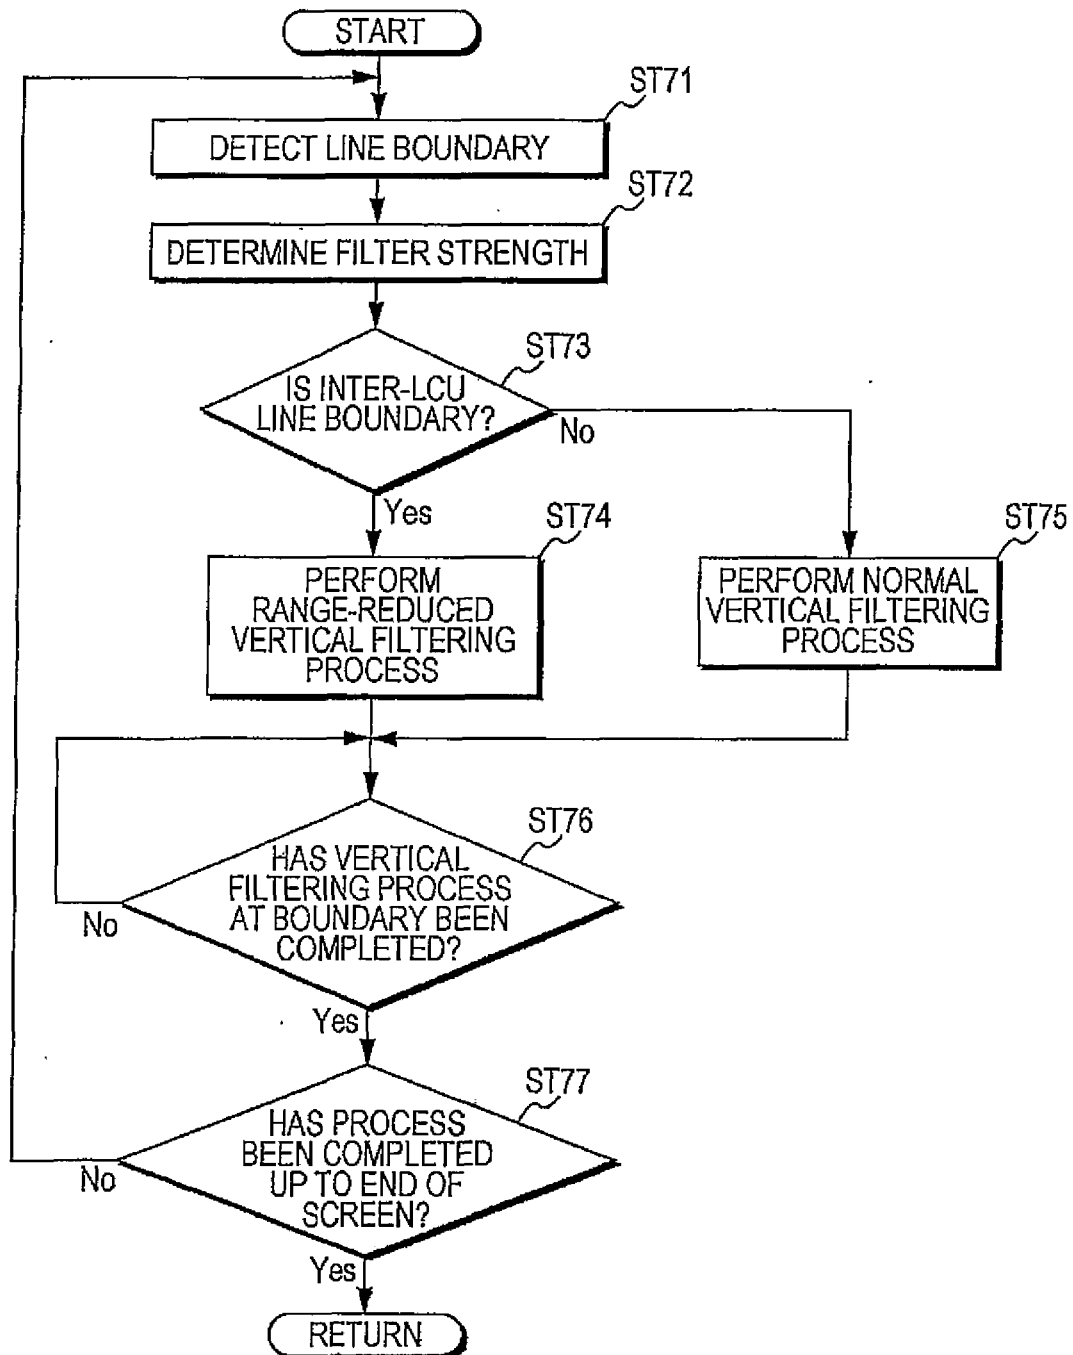 START
ST71
DETECT LINE BOUNDARY
ST72
DETERMINE FILTER STRENGTH
ST73
IS INTER-LCU
LINE BOUNDARY?
No
Yes
ST74
PERFORM
RANGE-REDUCED
VERTICAL FILTERING
PROCESS
ST75
PERFORM NORMAL
VERTICAL FILTERING
PROCESS
ST76
HAS VERTICAL
FILTERING PROCESS
AT BOUNDARY BEEN
COMPLETED?
No
Yes
ST77
HAS PROCESS
BEEN COMPLETED
UP TO END OF
SCREEN?
No
Yes
RETURN